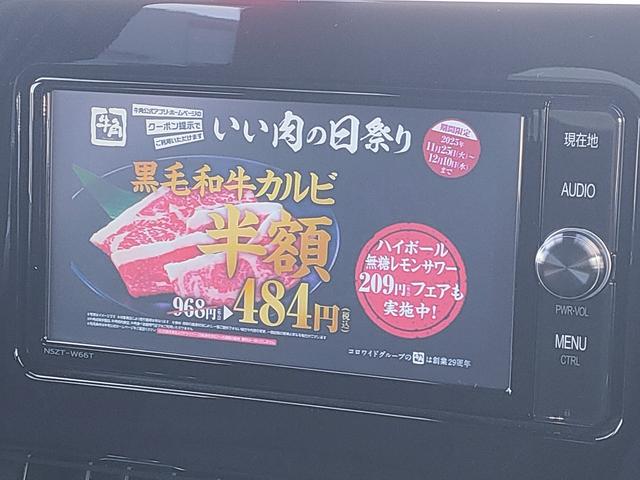 牛角
牛角公式アプリ・ホームページの
クーポン提示で
ご利用いただけます
いい肉の日祭り
期間限定
2025年
11月25日(火)〜
12月10日(水)
まで
黒毛和牛カルビ
半額
968円▶484円(税込)
ハイボール
無糖レモンサワー
209円フェアも
実施中!
コロワイドグループの牛角は創業29周年
NSZT-W66T
現在地
AUDIO
PWR·VOL
MENU
CTRL